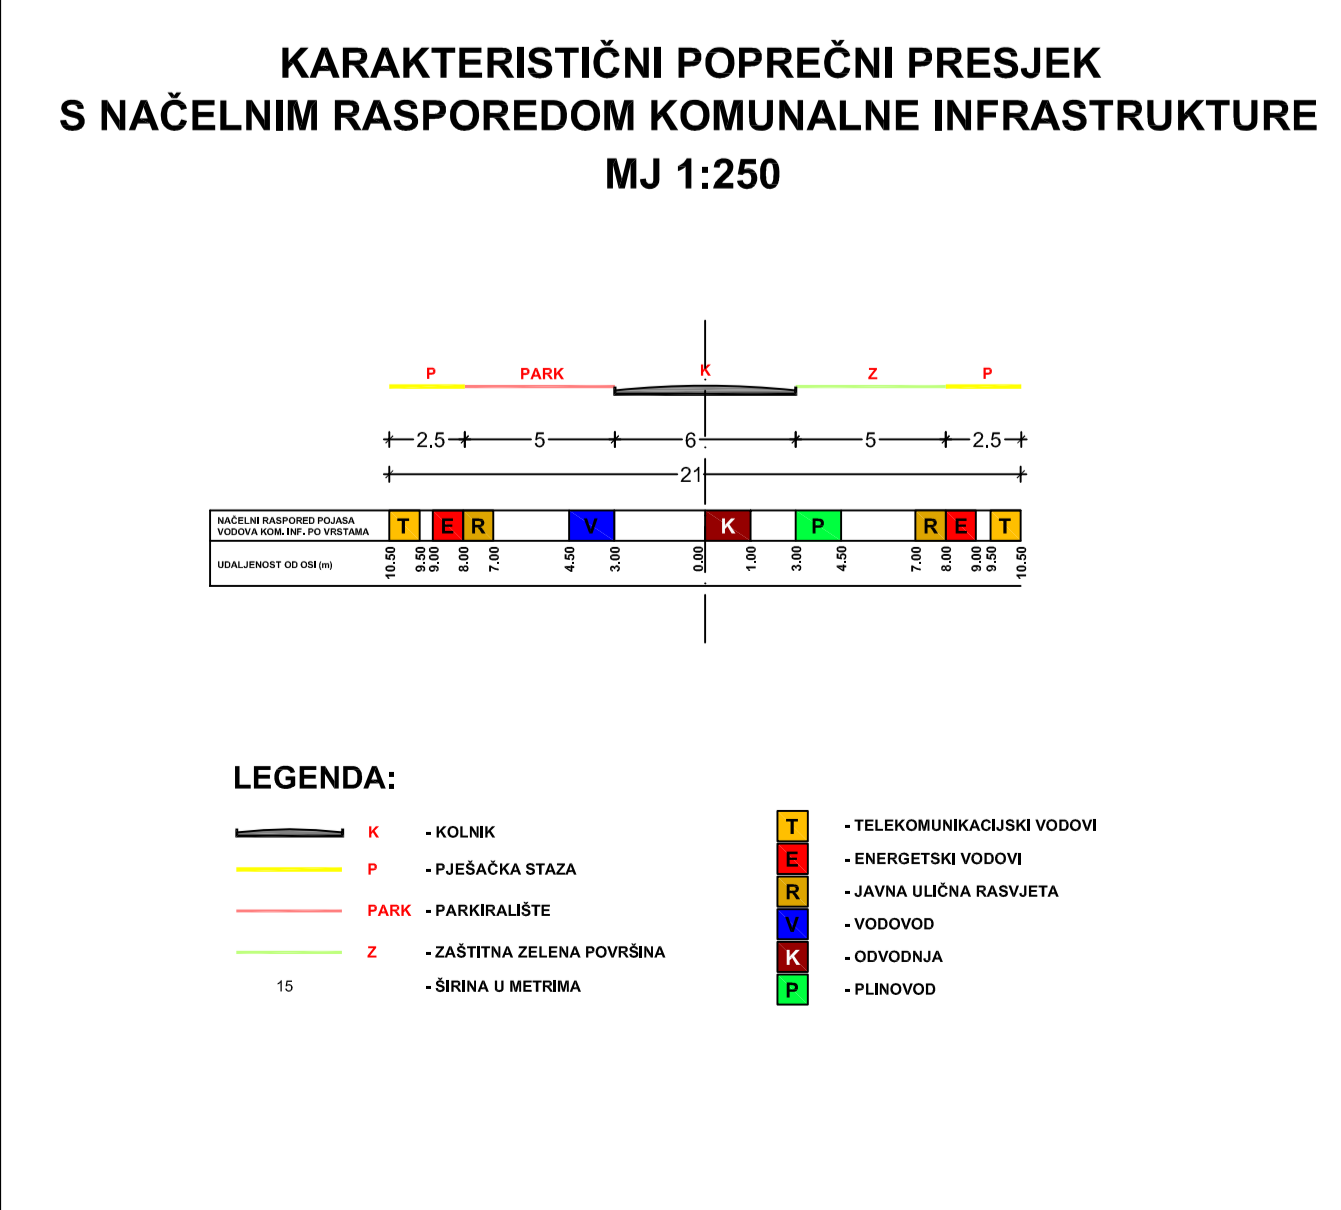 KARAKTERISTIČNI POPREČNI PRESJEK
S NAČELNIM RASPOREDOM KOMUNALNE INFRASTRUKTURE
MJ 1:250
P PARK K Z P
2.5 5 6 5 2.5
21
NAČELNI RASPORED POJASA
VODOVA KOM. INF. PO VRSTAMA
T E R V K P R E T
UDALJENOST OD OSI (m)
10.50 9.50 9.00 8.00 7.00 4.50 3.00 0.00 1.00 3.00 4.50 7.00 8.00 9.00 9.50 10.50
LEGENDA:
K - KOLNIK
P - PJEŠAČKA STAZA
PARK - PARKIRALIŠTE
Z - ZAŠTITNA ZELENA POVRŠINA
15 - ŠIRINA U METRIMA
T - TELEKOMUNIKACIJSKI VODOVI
E - ENERGETSKI VODOVI
R - JAVNA ULIČNA RASVJETA
V - VODOVOD
K - ODVODNJA
P - PLINOVOD